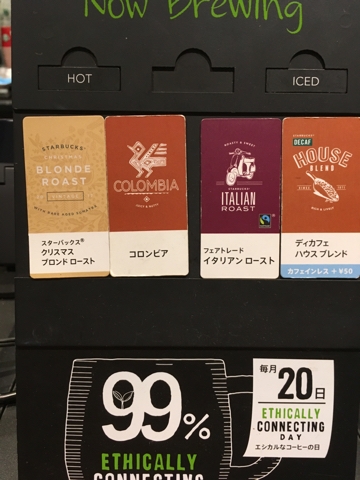 Now Brewing
HOT
ICED
STARBUCKS
CHRISTMAS
BLONDE
ROAST
VINTAGE
スターバックス®
クリスマス
ブロンド ロースト
COLOMBIA
コロンビア
ROASTY & SWEET
STARBUCKS
ITALIAN
ROAST
フェアトレード
イタリアン ロースト
STARBUCKS
DECAF
HOUSE
BLEND
ディカフェ
ハウス ブレンド
カフェインレス + ¥50
99%
ETHICALLY
CONNECTING
毎月
20日
ETHICALLY
CONNECTING
DAY
エシカルなコーヒーの日